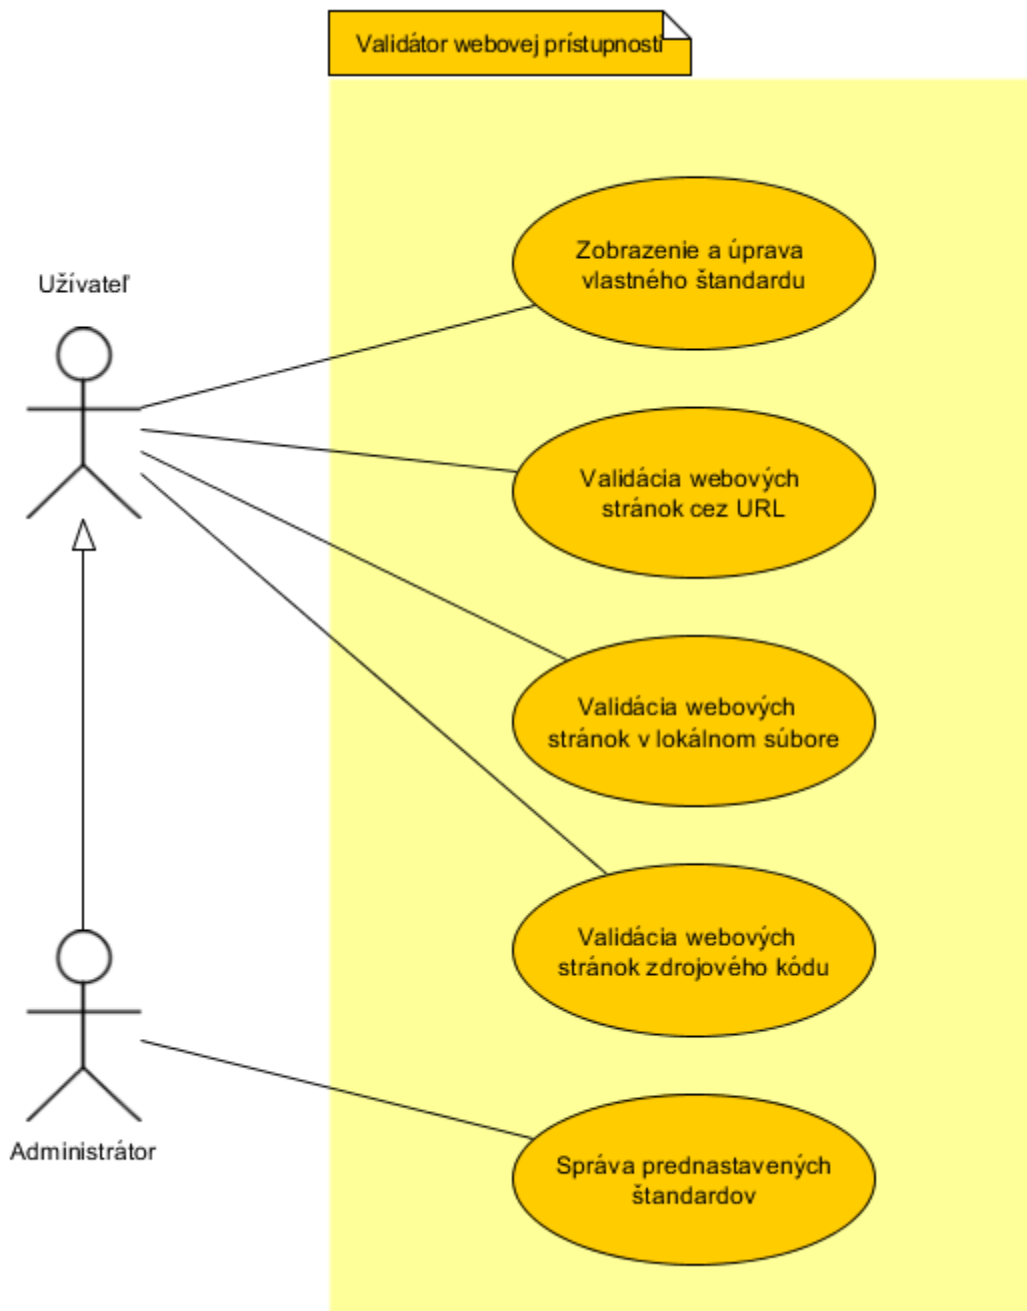 Validátor webovej prístupnosti
Užívateľ
Zobrazenie a úprava
vlastného štandardu
Validácia webových
stránok cez URL
Validácia webových
stránok v lokálnom súbore
Validácia webových
stránok zdrojového kódu
Administrátor
Správa prednastavených
štandardov